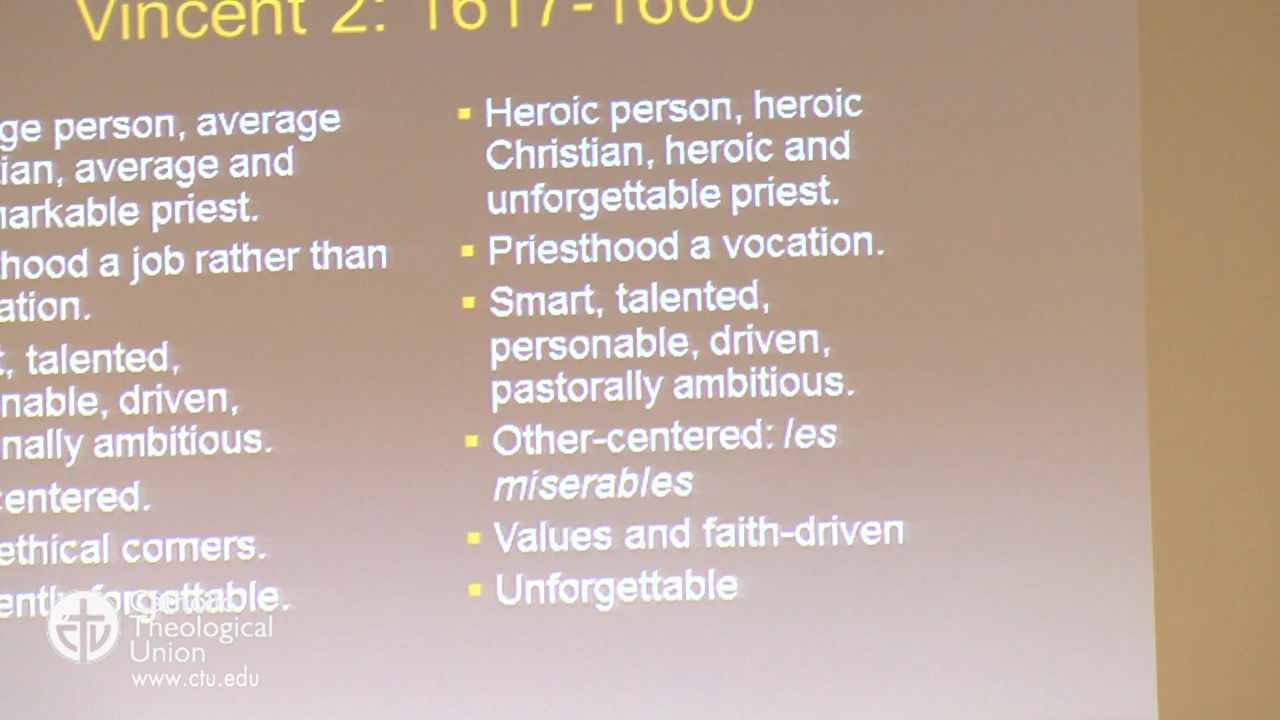 Vincent 2: 1617-1660
ge person, average
ian, average and
markable priest.
hood a job rather than
ation.
, talented,
nable, driven,
nally ambitious.
centered.
ethical corners.
ently forgettable.
Heroic person, heroic
Christian, heroic and
unforgettable priest.
Priesthood a vocation.
Smart, talented,
personable, driven,
pastorally ambitious.
Other-centered: les
miserables
Values and faith-driven
Unforgettable
Catholic
Theological
Union
www.ctu.edu